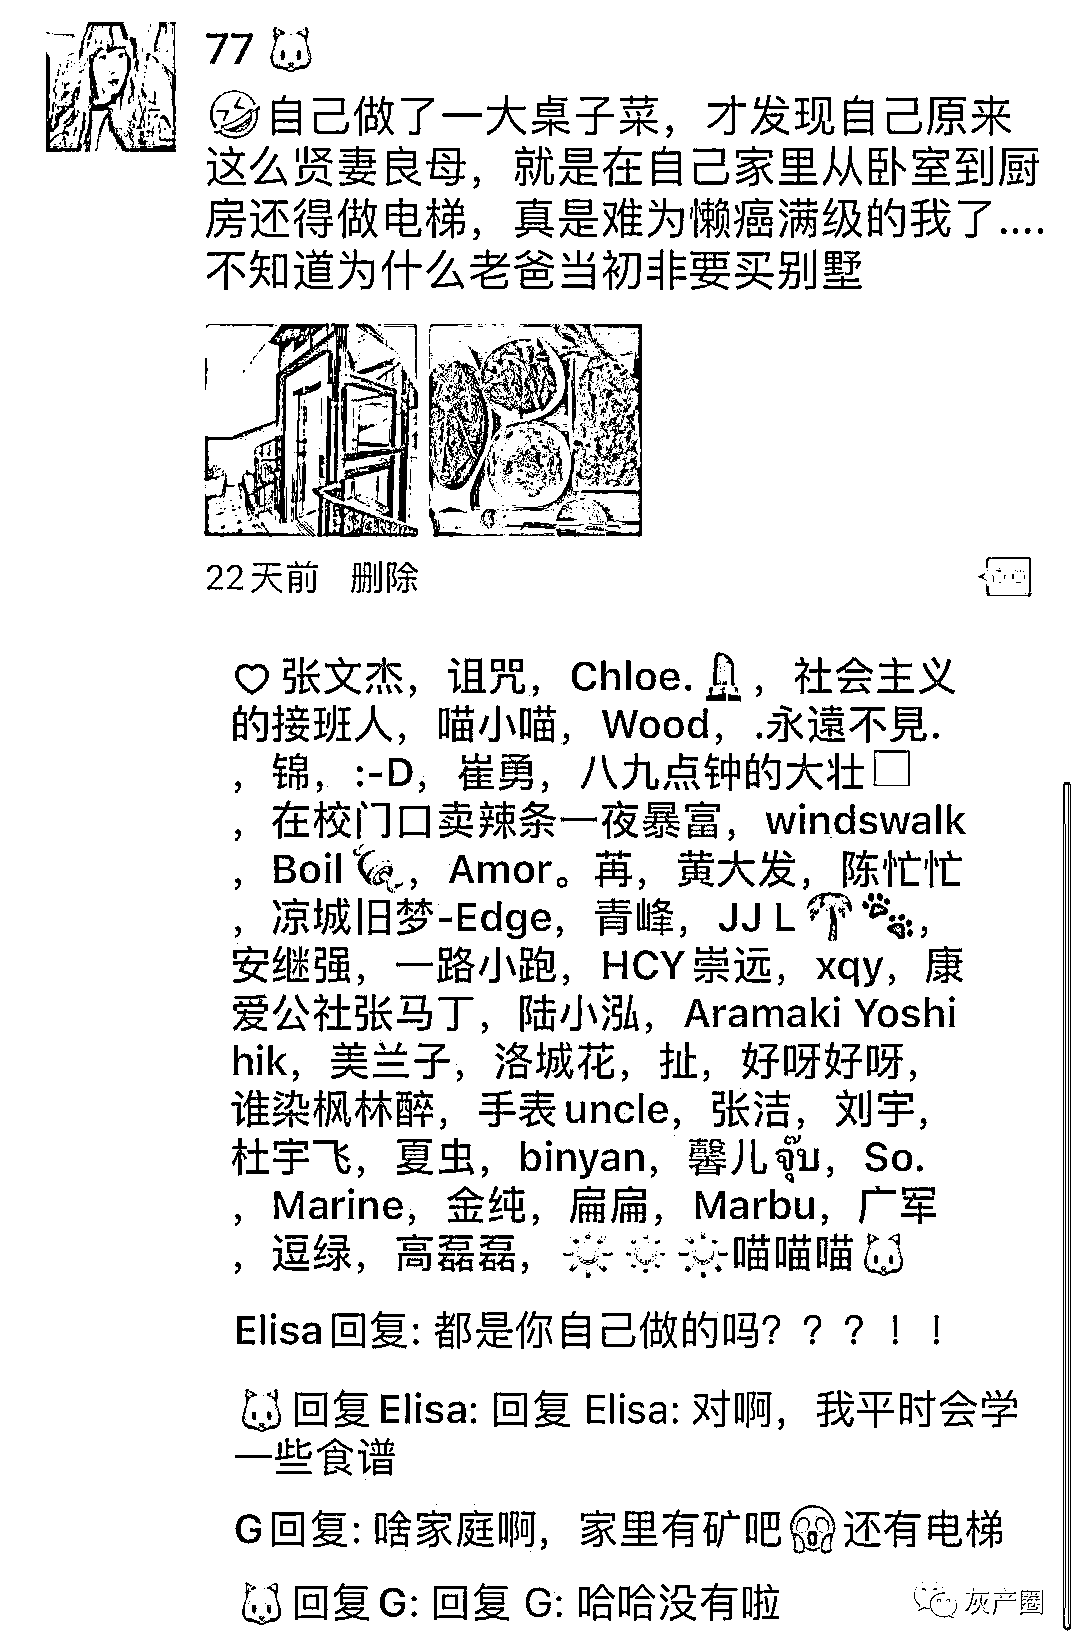 77🐱
🤣自己做了一大桌子菜，才发现自己原来
这么贤妻良母，就是在自己家里从卧室到厨
房还得做电梯，真是难为懒癌满级的我了....
不知道为什么老爸当初非要买别墅
22天前 删除
♡张文杰，诅咒，Chloe.💄，社会主义
的接班人，喵小喵，Wood，.永遠不見.
，锦，:-D，崔勇，八九点钟的大壮□
，在校门口卖辣条一夜暴富，windswalk
，Boil🍤，Amor。苒，黄大发，陈忙忙
，凉城旧梦-Edge，青峰，JJ L🌴🐾，
安继强，一路小跑，HCY崇远，xqy，康
爱公社张马丁，陆小泓，Aramaki Yoshi
hik，美兰子，洛城花，扯，好呀好呀，
谁染枫林醉，手表uncle，张洁，刘宇，
杜宇飞，夏虫，binyan，馨儿จุ๊บ，So.
，Marine，金纯，扁扁，Marbu，广军
，逗绿，高磊磊，☀☀☀喵喵喵🐱
Elisa回复: 都是你自己做的吗？？？！！
🐱回复Elisa: 回复 Elisa: 对啊，我平时会学
一些食谱
G回复: 啥家庭啊，家里有矿吧😱还有电梯
🐱回复G: 回复 G: 哈哈没有啦
灰产圈